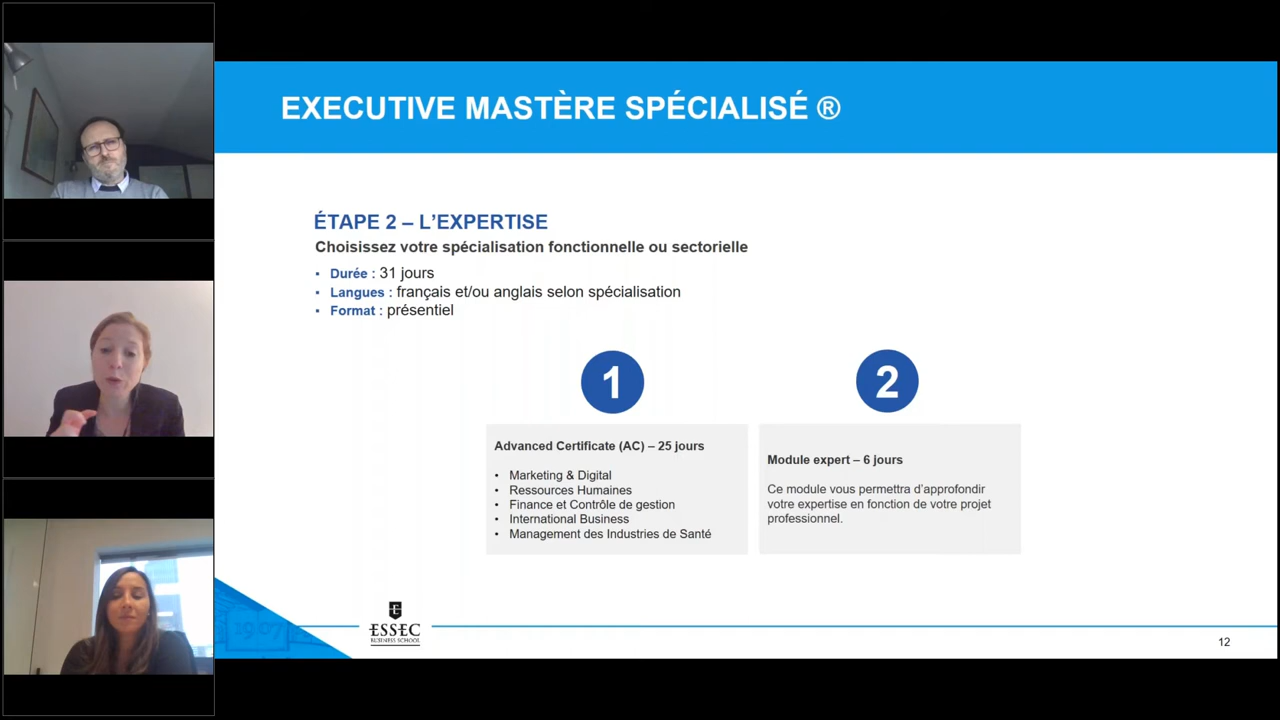 EXECUTIVE MASTÈRE SPÉCIALISÉ ®
ÉTAPE 2 – L'EXPERTISE
Choisissez votre spécialisation fonctionnelle ou sectorielle
▪ Durée : 31 jours
▪ Langues : français et/ou anglais selon spécialisation
▪ Format : présentiel
1
Advanced Certificate (AC) – 25 jours
• Marketing & Digital
• Ressources Humaines
• Finance et Contrôle de gestion
• International Business
• Management des Industries de Santé
2
Module expert – 6 jours
Ce module vous permettra d'approfondir
votre expertise en fonction de votre projet
professionnel.
1907
ESSEC
BUSINESS SCHOOL
12